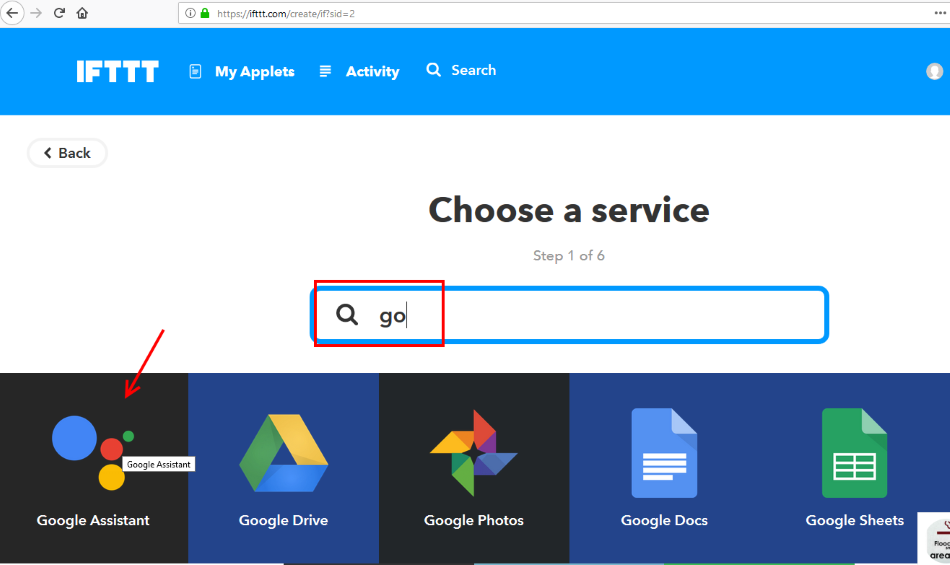 https://ifttt.com/create/if?sid=2
IFTTT
My Applets
Activity
Search
Back
Choose a service
Step 1 of 6
go
Google Assistant
Google Assistant
Google Drive
Google Photos
Google Docs
Google Sheets